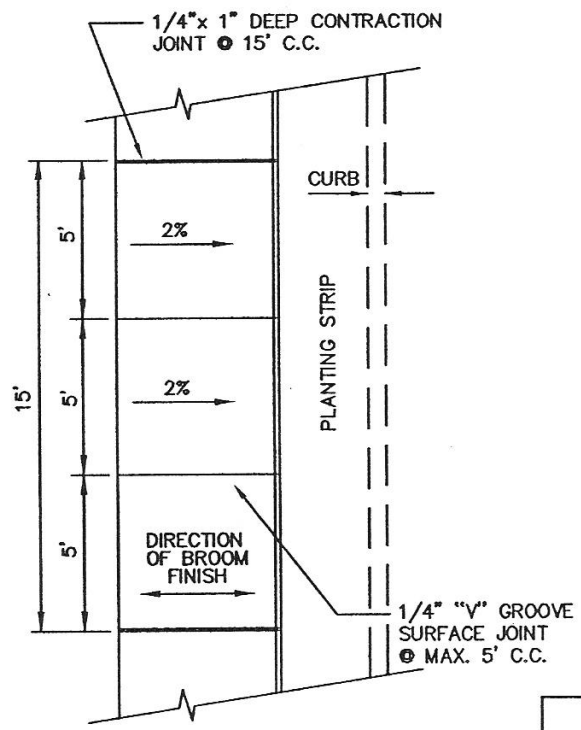 1/4"x 1" DEEP CONTRACTION
JOINT @ 15' C.C.
CURB
2%
5'
PLANTING STRIP
15'
2%
5'
5'
DIRECTION
OF BROOM
FINISH
1/4" "V" GROOVE
SURFACE JOINT
@ MAX. 5' C.C.